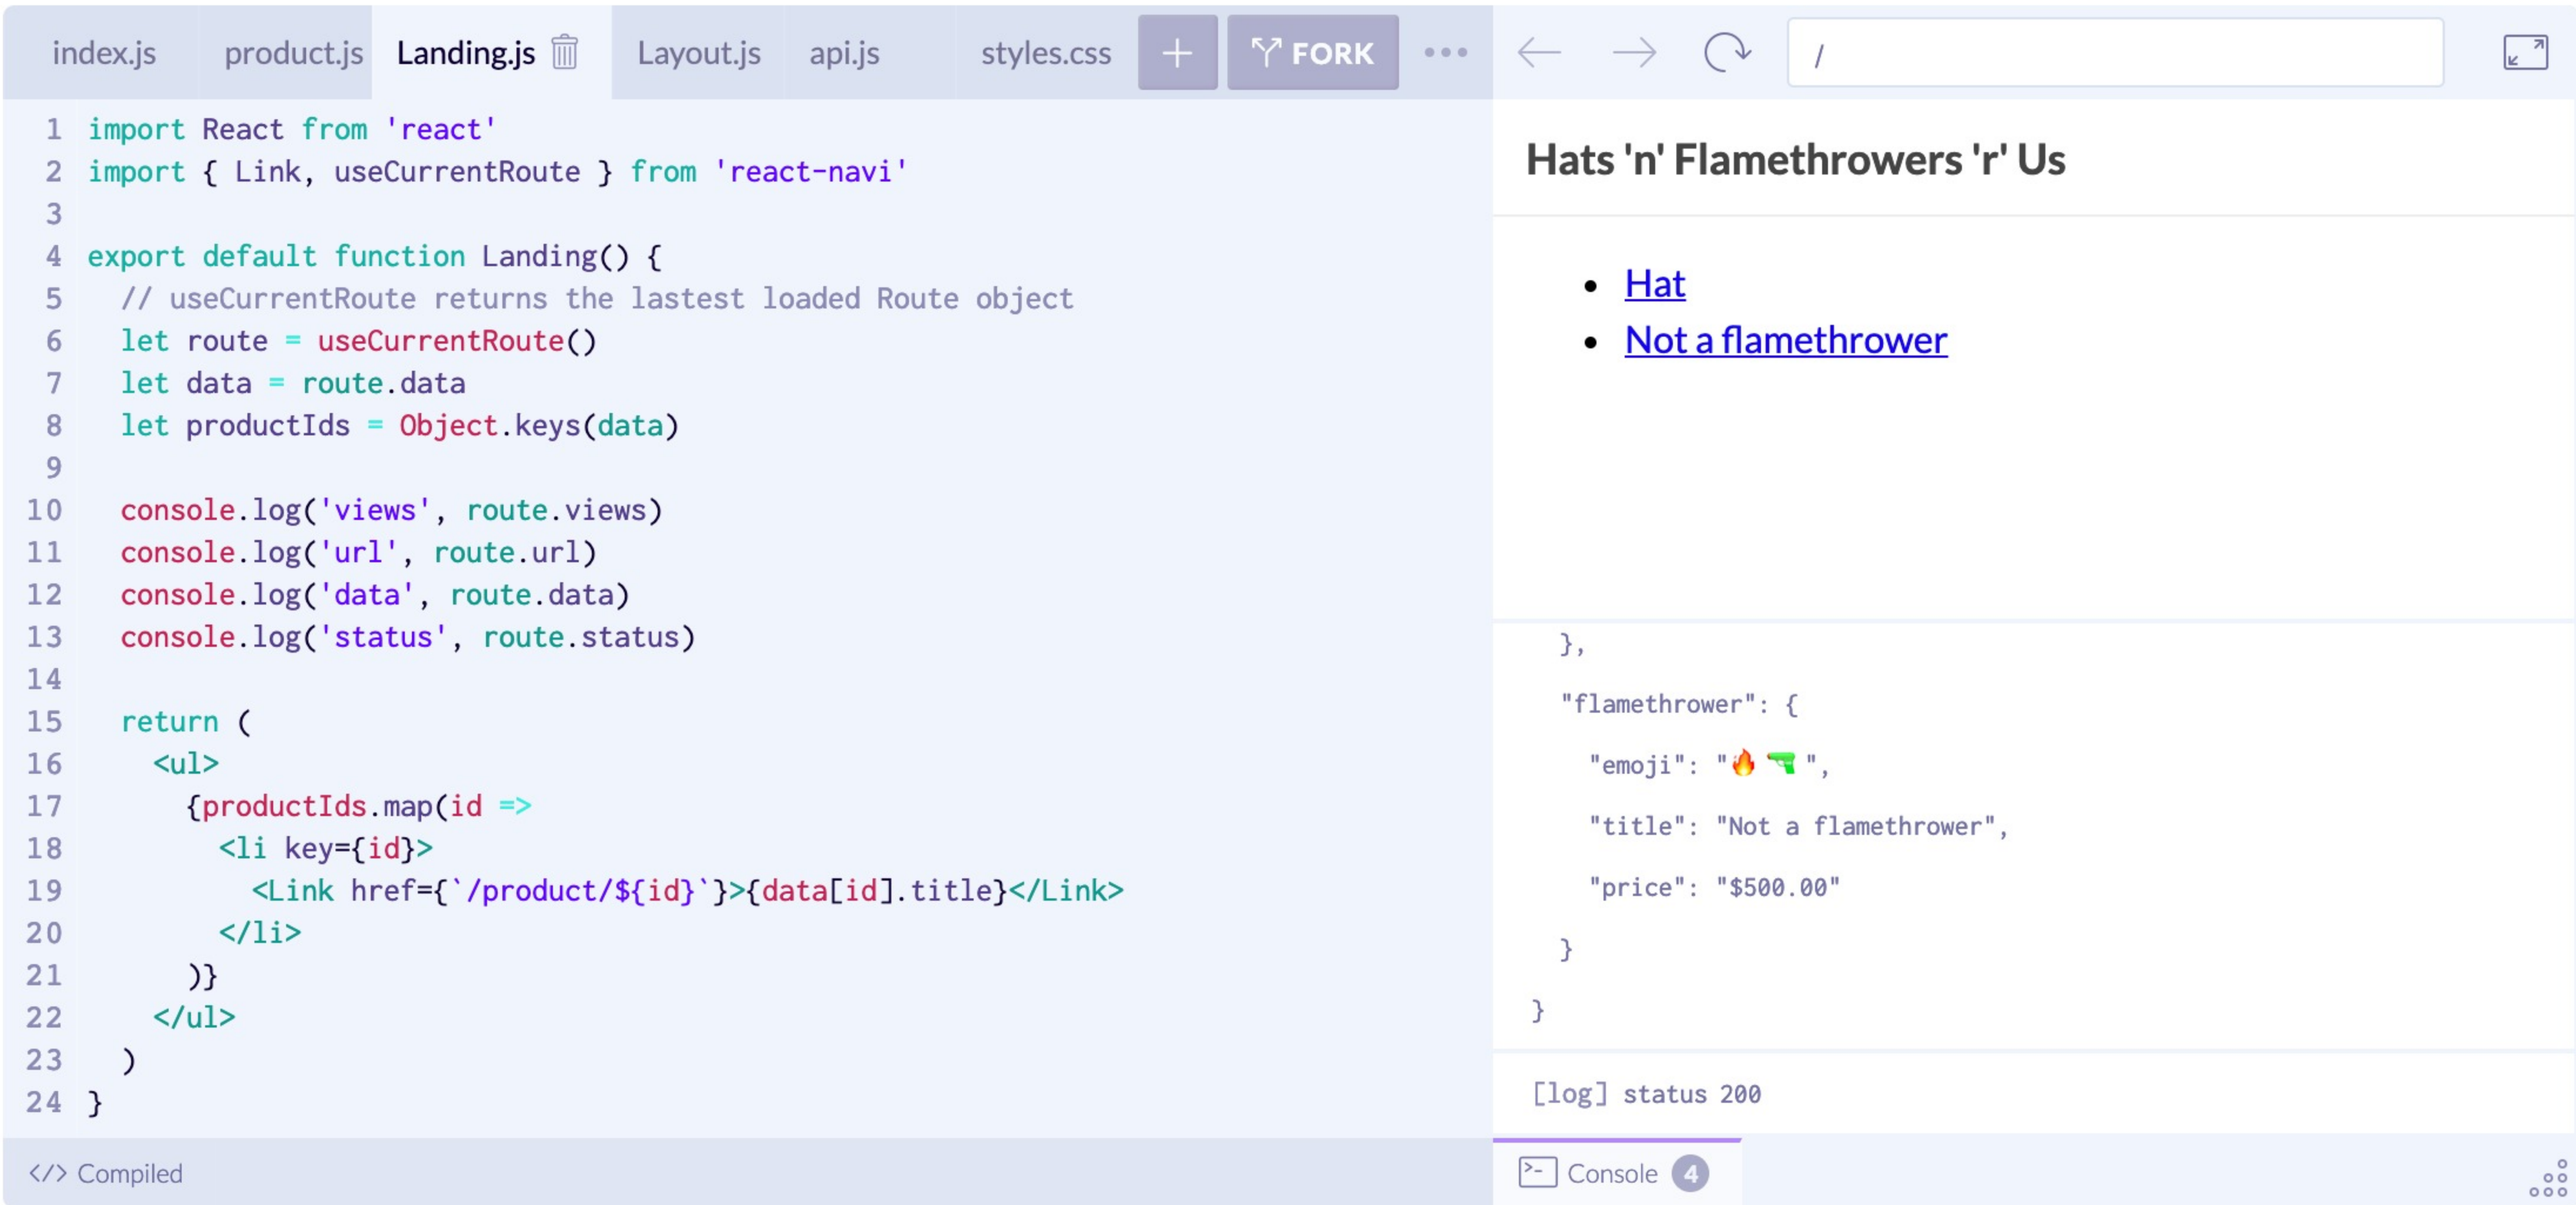 index.js product.js Landing.js Layout.js api.js styles.css + FORK /
1 import React from 'react'
2 import { Link, useCurrentRoute } from 'react-navi'
3
4 export default function Landing() {
5   // useCurrentRoute returns the lastest loaded Route object
6   let route = useCurrentRoute()
7   let data = route.data
8   let productIds = Object.keys(data)
9
10   console.log('views', route.views)
11   console.log('url', route.url)
12   console.log('data', route.data)
13   console.log('status', route.status)
14
15   return (
16     <ul>
17       {productIds.map(id =>
18         <li key={id}>
19           <Link href={`/product/${id}`}>{data[id].title}</Link>
20         </li>
21       )}
22     </ul>
23   )
24 }
</> Compiled
Hats 'n' Flamethrowers 'r' Us
• Hat
• Not a flamethrower
  },
  "flamethrower": {
    "emoji": "🔥🔫",
    "title": "Not a flamethrower",
    "price": "$500.00"
  }
}
[log] status 200
Console 4